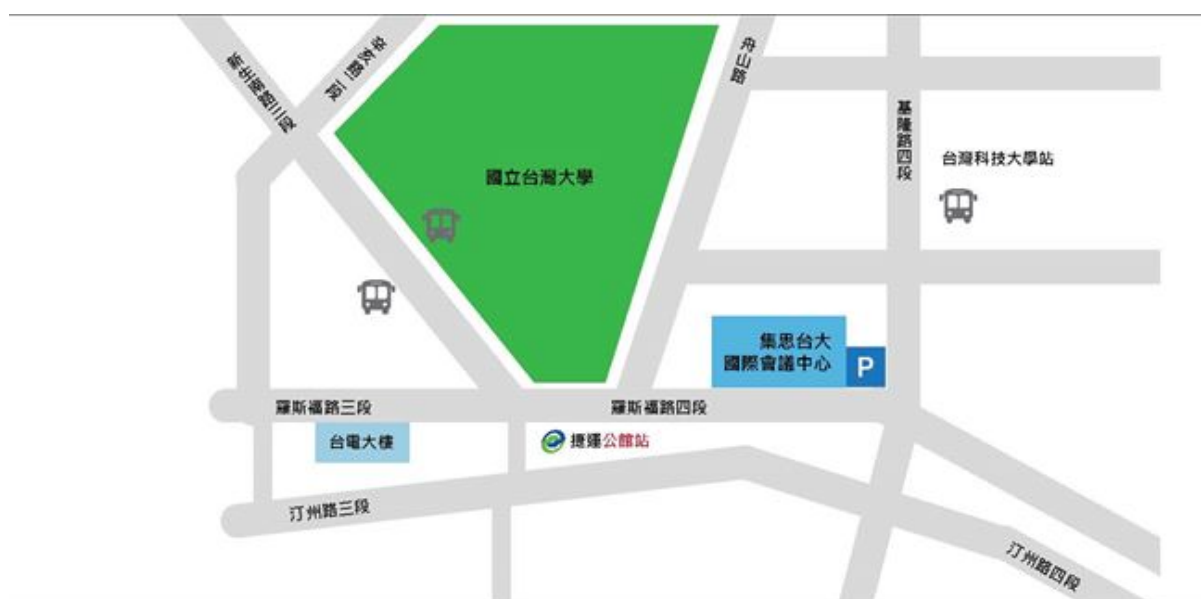 新生南路三段
辛亥路二段
舟山路
基隆路四段
國立台灣大學
台灣科技大學站
集思台大
國際會議中心
P
羅斯福路三段
羅斯福路四段
台電大樓
捷運公館站
汀州路三段
汀州路四段